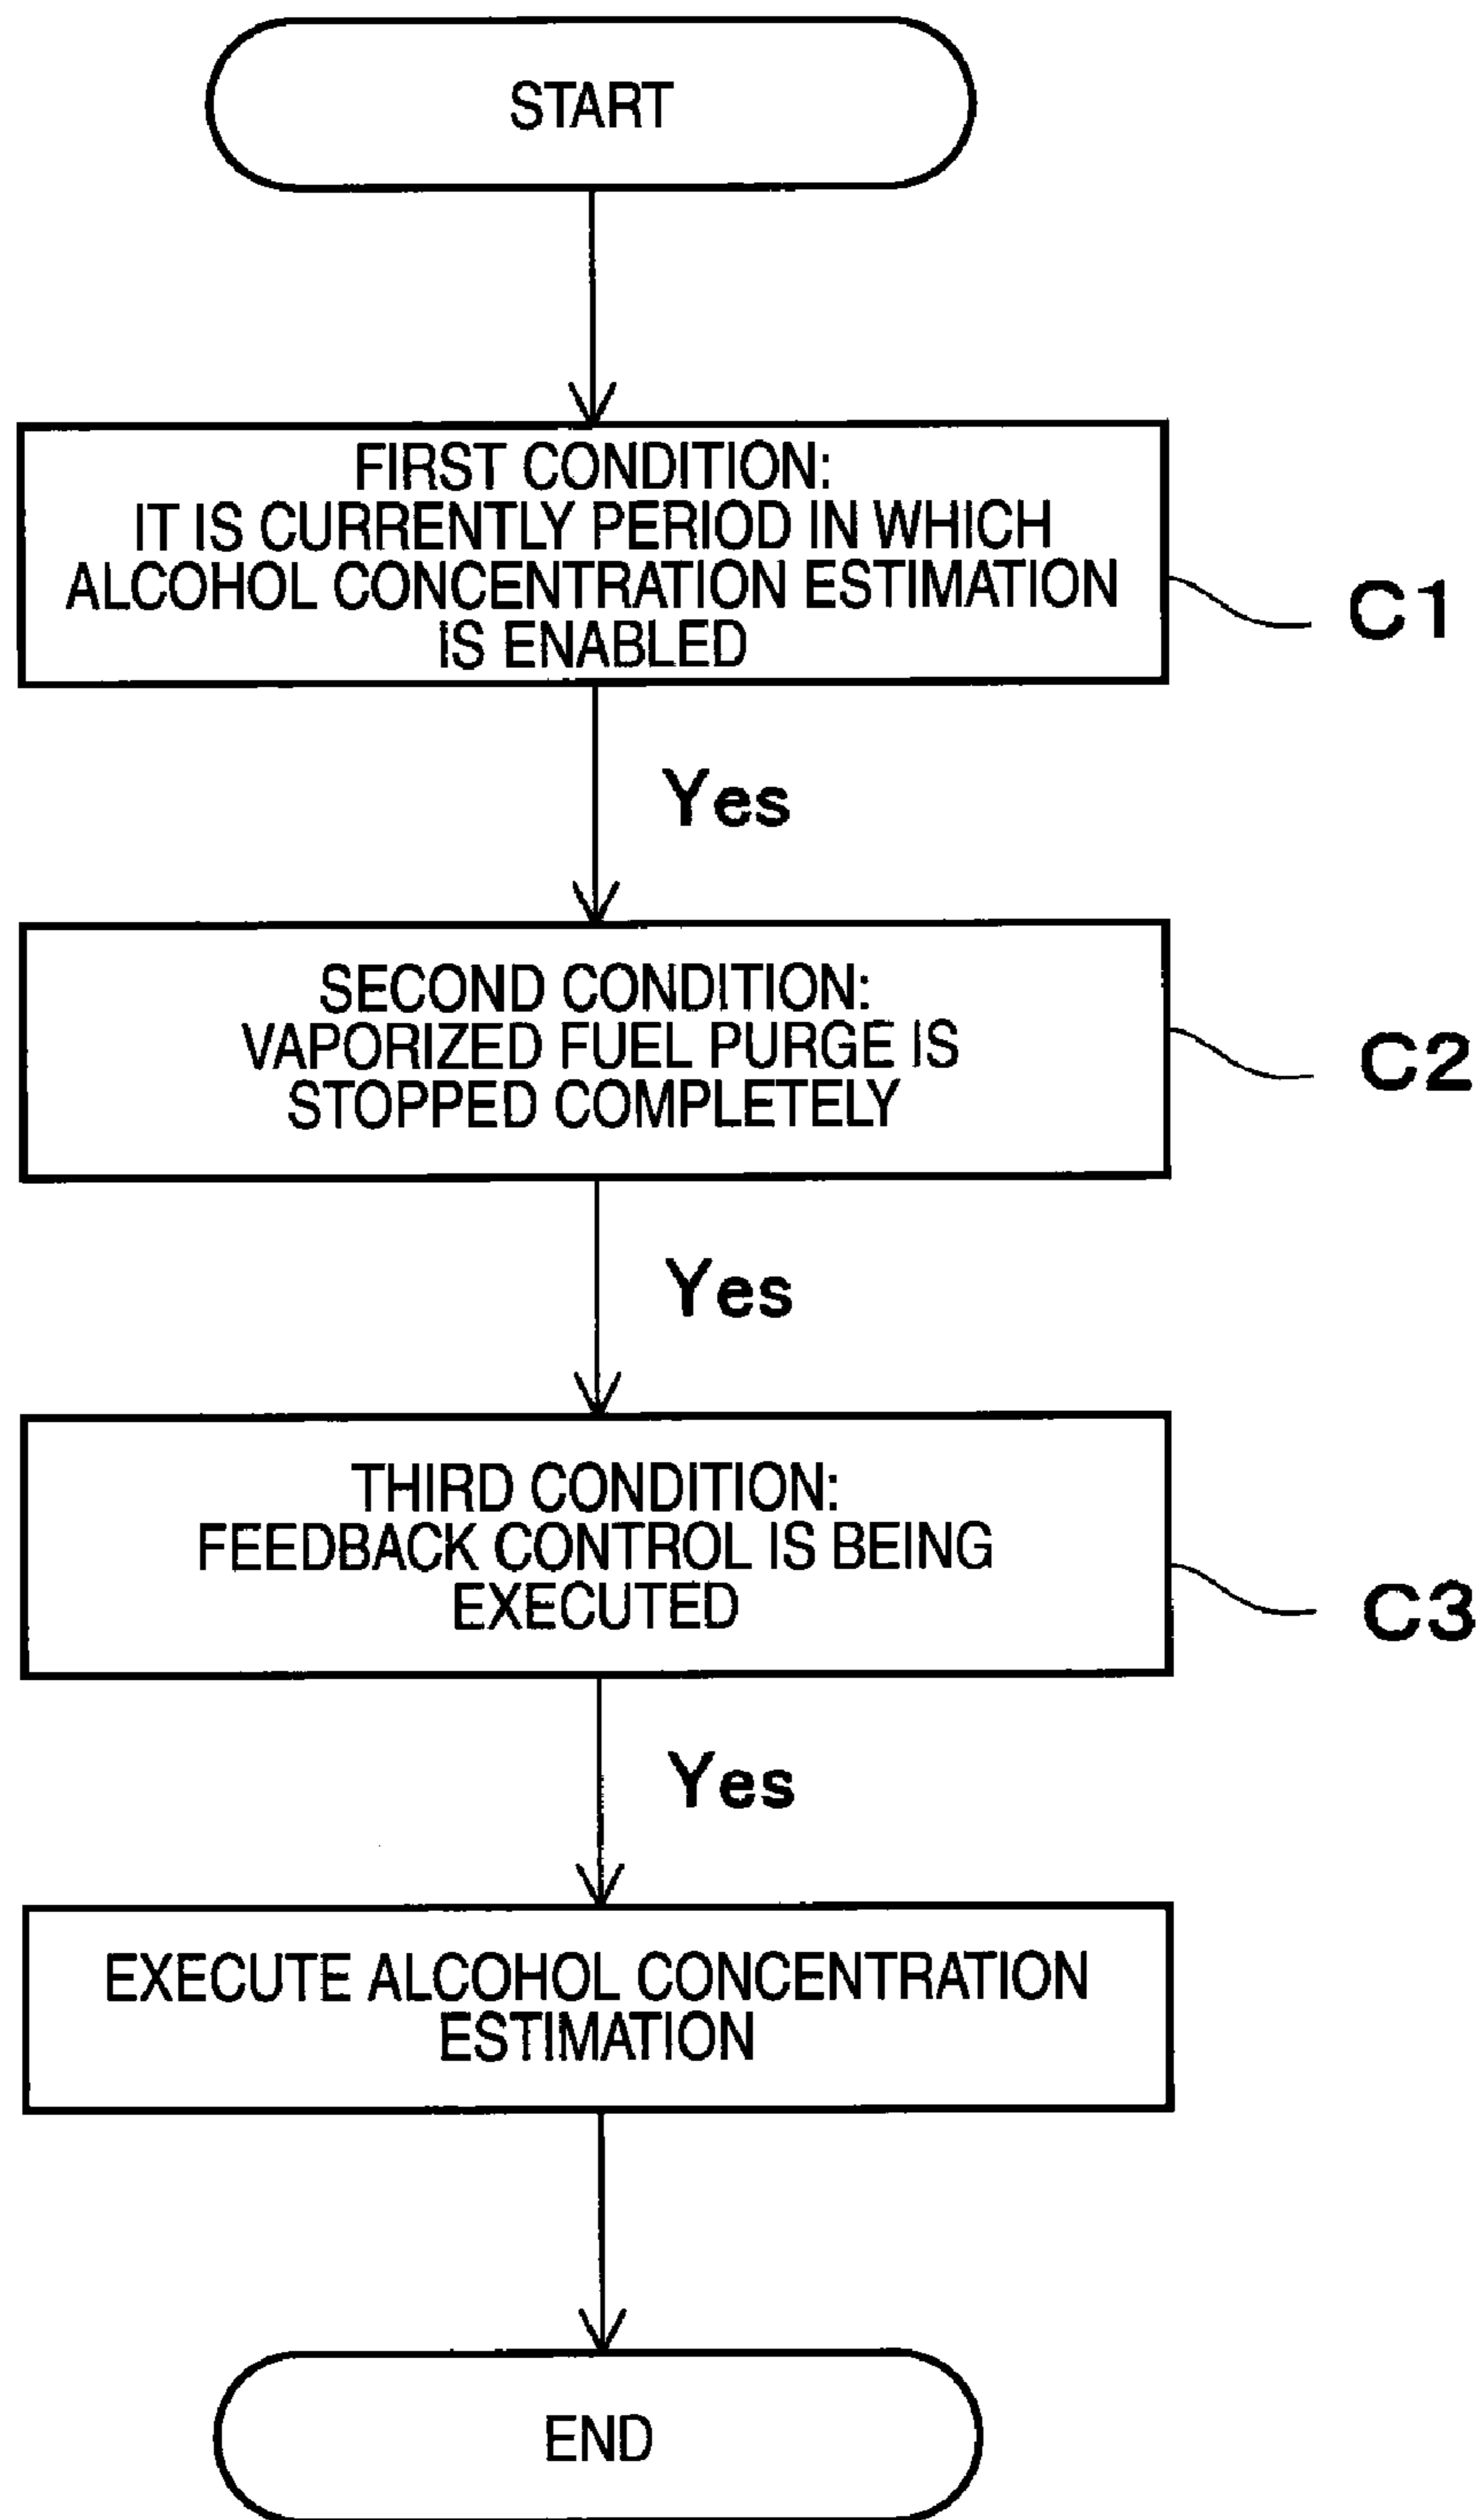 START
FIRST CONDITION:
IT IS CURRENTLY PERIOD IN WHICH
ALCOHOL CONCENTRATION ESTIMATION
IS ENABLED
C1
Yes
SECOND CONDITION:
VAPORIZED FUEL PURGE IS
STOPPED COMPLETELY
C2
Yes
THIRD CONDITION:
FEEDBACK CONTROL IS BEING
EXECUTED
C3
Yes
EXECUTE ALCOHOL CONCENTRATION
ESTIMATION
END